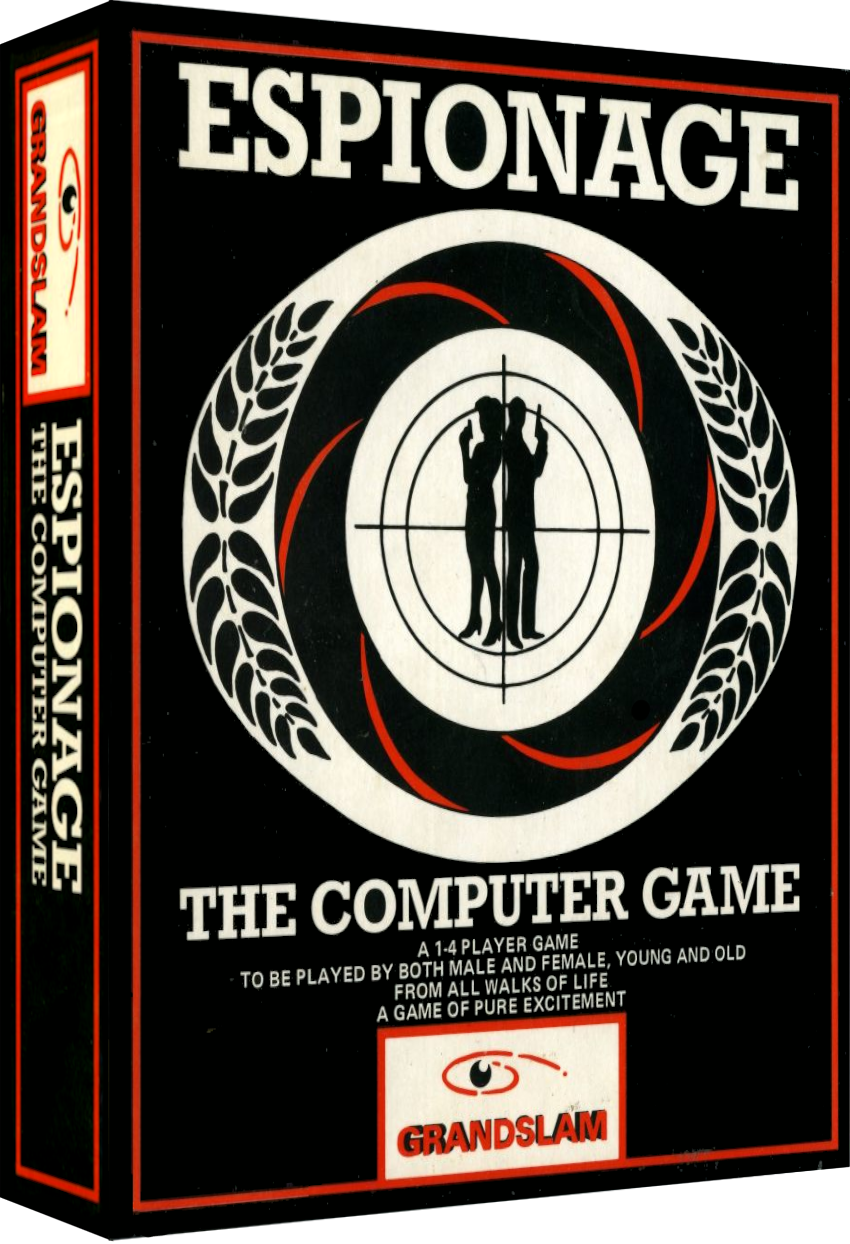 GRANDSLAM
ESPIONAGE
THE COMPUTER GAME
ESPIONAGE
THE COMPUTER GAME
A 1-4 PLAYER GAME
TO BE PLAYED BY BOTH MALE AND FEMALE, YOUNG AND OLD
FROM ALL WALKS OF LIFE
A GAME OF PURE EXCITEMENT
GRANDSLAM